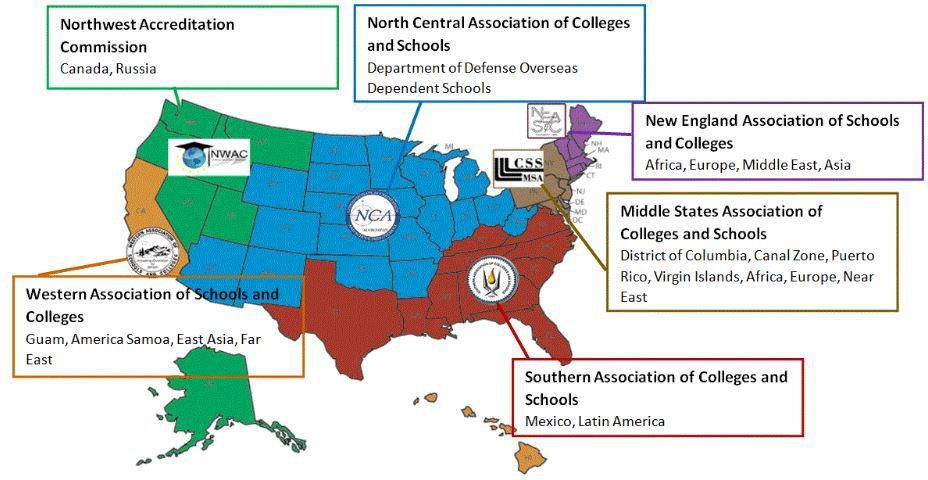 Northwest Accreditation
Commission
Canada, Russia
North Central Association of Colleges
and Schools
Department of Defense Overseas
Dependent Schools
New England Association of Schools
and Colleges
Africa, Europe, Middle East, Asia
Middle States Association of
Colleges and Schools
District of Columbia, Canal Zone, Puerto
Rico, Virgin Islands, Africa, Europe, Near
East
Western Association of Schools and
Colleges
Guam, America Samoa, East Asia, Far
East
Southern Association of Colleges and
Schools
Mexico, Latin America
NWAC
NCA
CSS
MSA
MI
NH
MA
RI
CT
NJ
DE
MD
DC
CA
HI